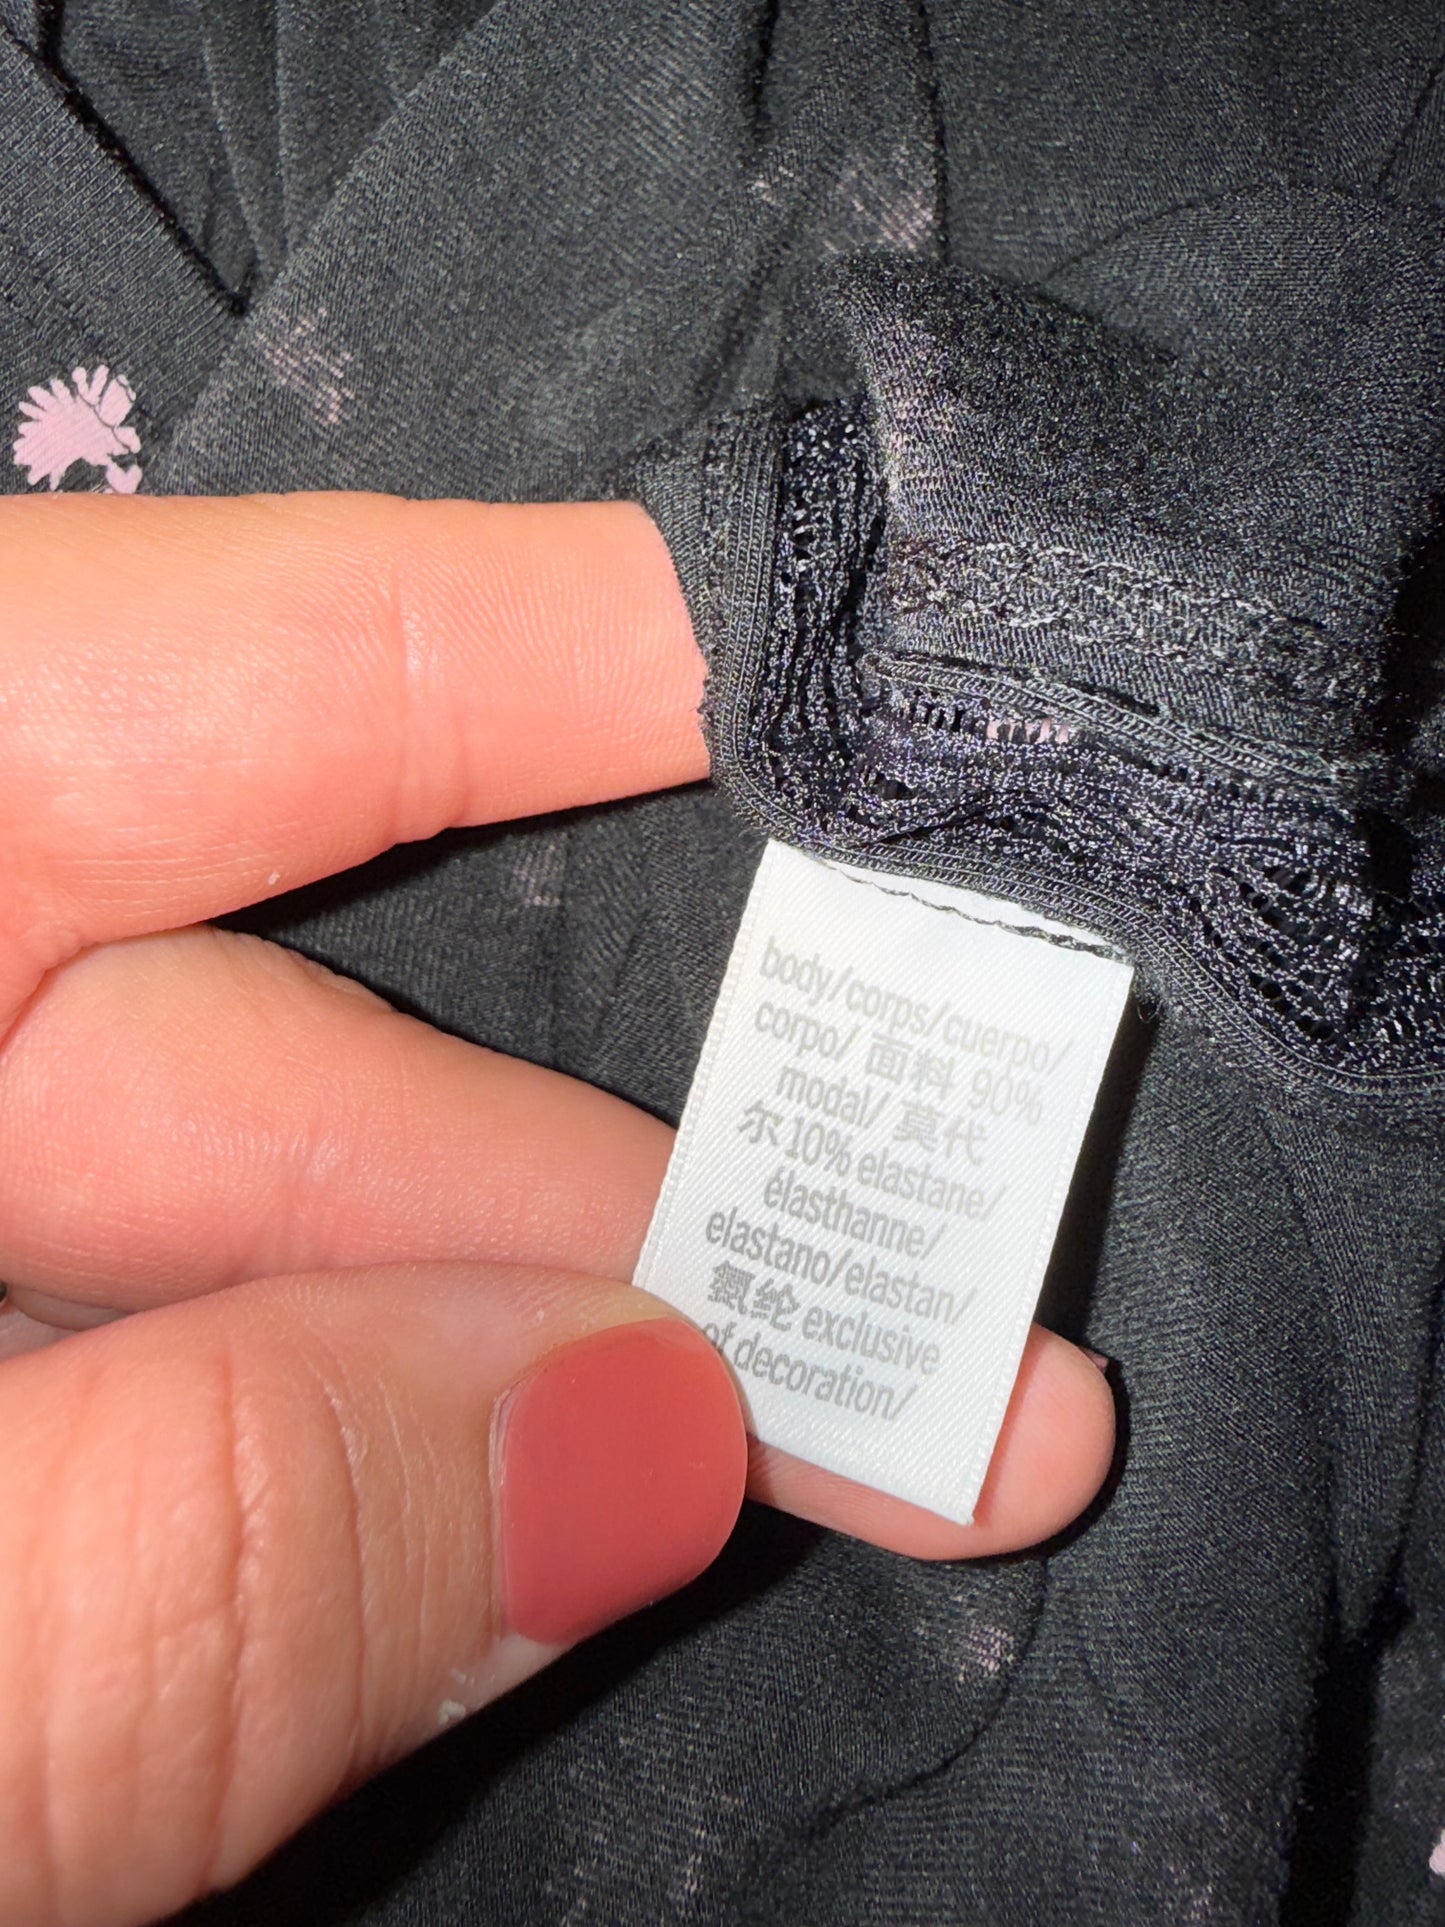 body/corps/cuerpo/
corpo/ 面料 90%
modal/ 莫代
尔 10% elastane/
élasthanne/
elastano/elastan/
氨纶 exclusive
of decoration/